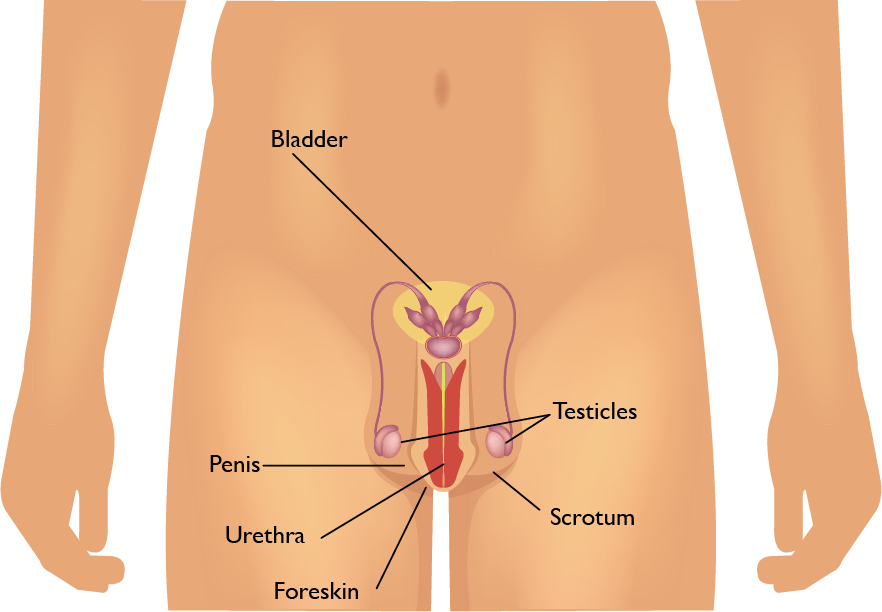 Bladder
Testicles
Penis
Scrotum
Urethra
Foreskin